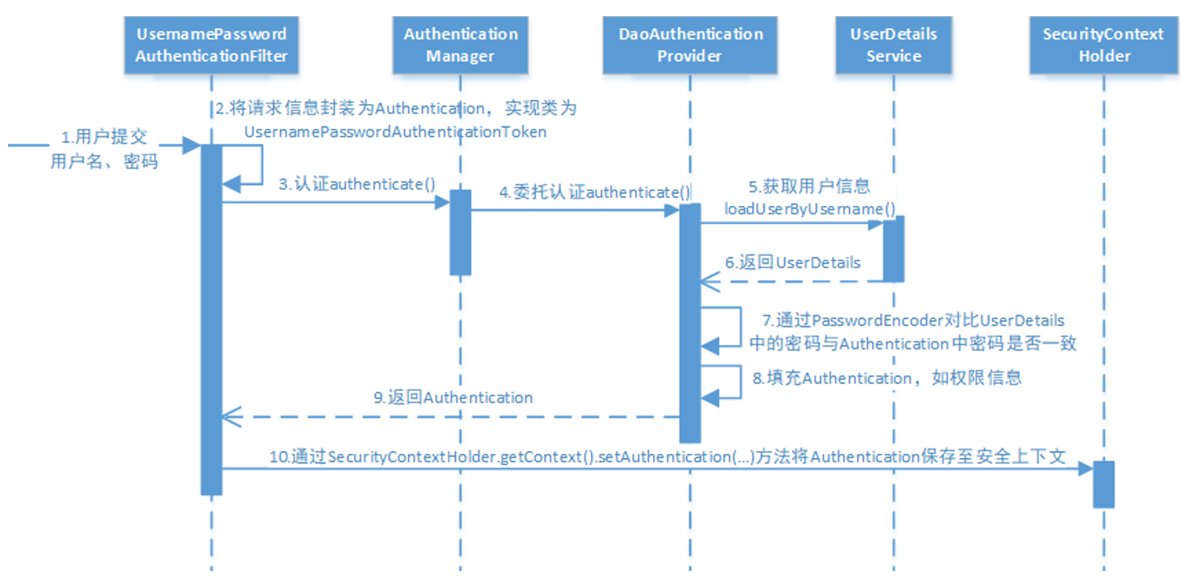 UsernamePassword
AuthenticationFilter
Authentication
Manager
DaoAuthentication
Provider
UserDetails
Service
SecurityContext
Holder
2.将请求信息封装为Authentication，实现类为
UsernamePasswordAuthenticationToken
1.用户提交
用户名、密码
3.认证authenticate()
4.委托认证authenticate()
5.获取用户信息
loadUserByUsername()
6.返回UserDetails
7.通过PasswordEncoder对比UserDetails
中的密码与Authentication中密码是否一致
8.填充Authentication，如权限信息
9.返回Authentication
10.通过SecurityContextHolder.getContext().setAuthentication(...)方法将Authentication保存至安全上下文